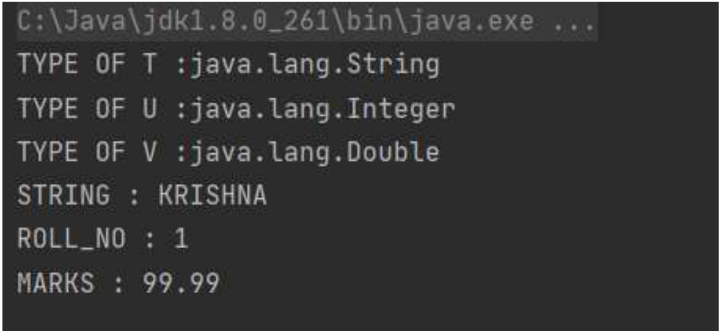 C:\Java\jdk1.8.0_261\bin\java.exe ...
TYPE OF T :java.lang.String
TYPE OF U :java.lang.Integer
TYPE OF V :java.lang.Double
STRING : KRISHNA
ROLL_NO : 1
MARKS : 99.99